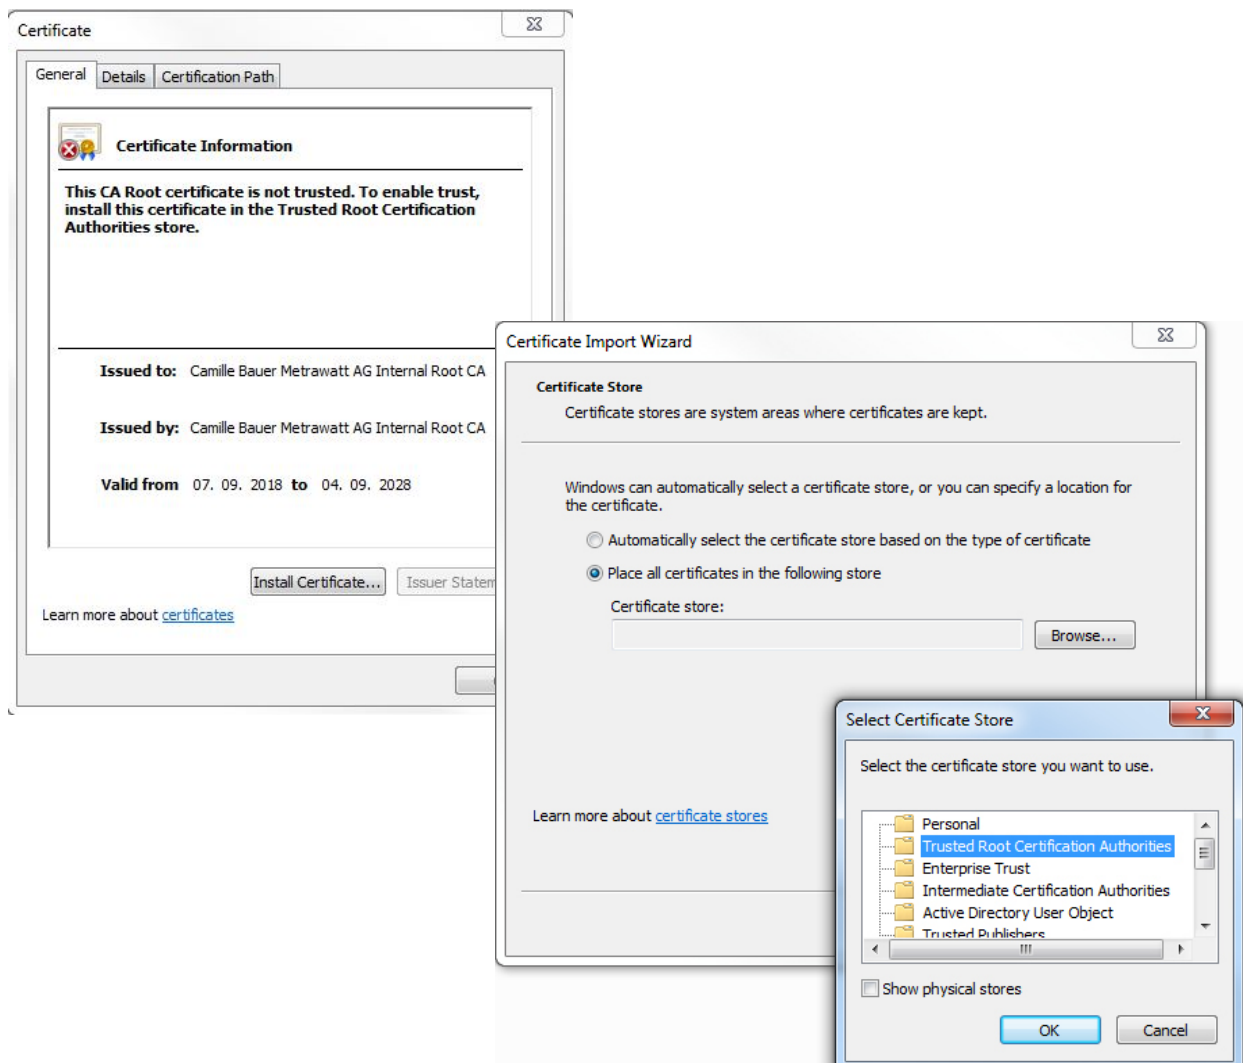 Certificate
General
Details
Certification Path
Certificate Information
This CA Root certificate is not trusted. To enable trust,
install this certificate in the Trusted Root Certification
Authorities store.
Issued to: Camille Bauer Metrawatt AG Internal Root CA
Issued by: Camille Bauer Metrawatt AG Internal Root CA
Valid from 07. 09. 2018 to 04. 09. 2028
Install Certificate...
Issuer Statem
Learn more about certificates
Certificate Import Wizard
Certificate Store
Certificate stores are system areas where certificates are kept.
Windows can automatically select a certificate store, or you can specify a location for
the certificate.
Automatically select the certificate store based on the type of certificate
Place all certificates in the following store
Certificate store:
Browse...
Learn more about certificate stores
Select Certificate Store
Select the certificate store you want to use.
Personal
Trusted Root Certification Authorities
Enterprise Trust
Intermediate Certification Authorities
Active Directory User Object
Trusted Publishers
Show physical stores
OK
Cancel